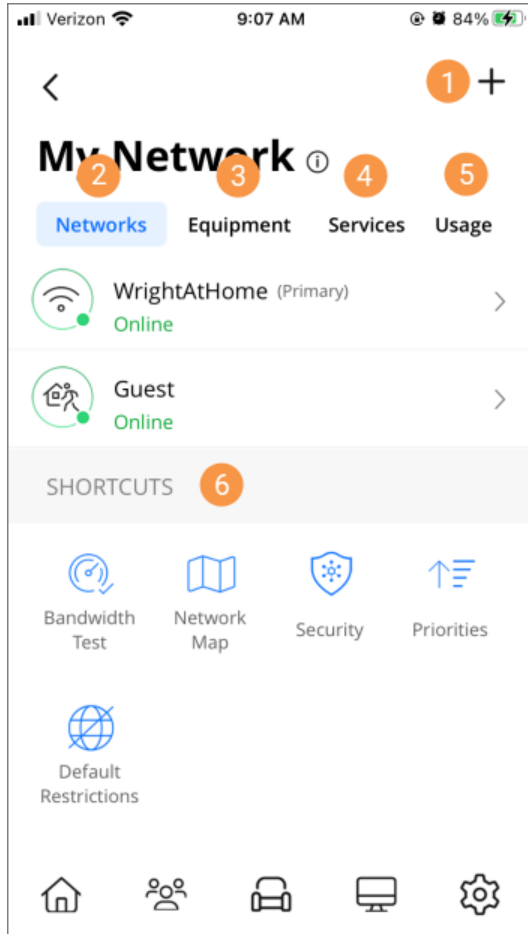 Verizon 9:07 AM 84%
1
My Network
2 3 4 5
Networks Equipment Services Usage
WrightAtHome (Primary)
Online
Guest
Online
SHORTCUTS 6
Bandwidth Test
Network Map
Security
Priorities
Default
Restrictions